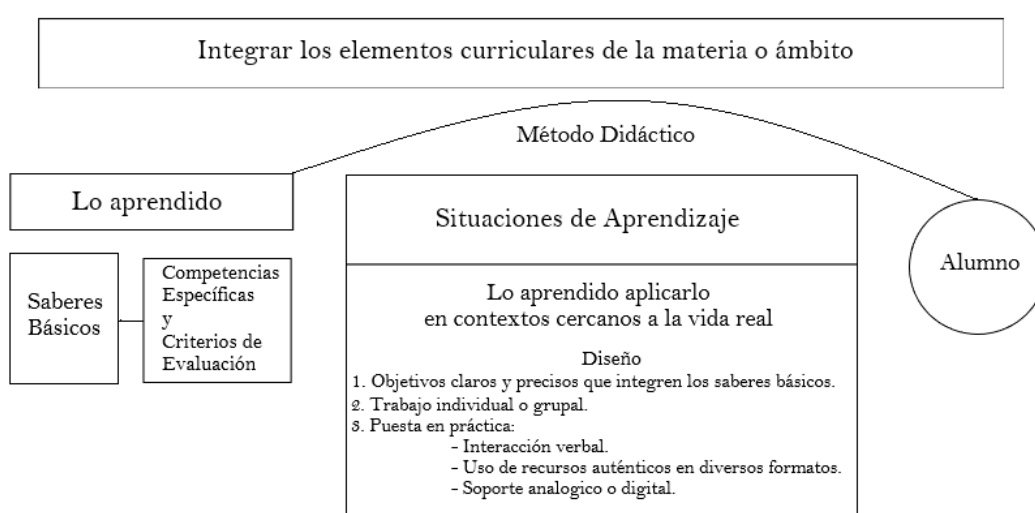 Integrar los elementos curriculares de la materia o ámbito
Método Didáctico
Lo aprendido
Saberes
Básicos
Competencias
Específicas
y
Criterios de
Evaluación
Situaciones de Aprendizaje
Lo aprendido aplicarlo
en contextos cercanos a la vida real
Diseño
1. Objetivos claros y precisos que integren los saberes básicos.
2. Trabajo individual o grupal.
3. Puesta en práctica:
- Interacción verbal.
- Uso de recursos auténticos en diversos formatos.
- Soporte analogico o digital.
Alumno